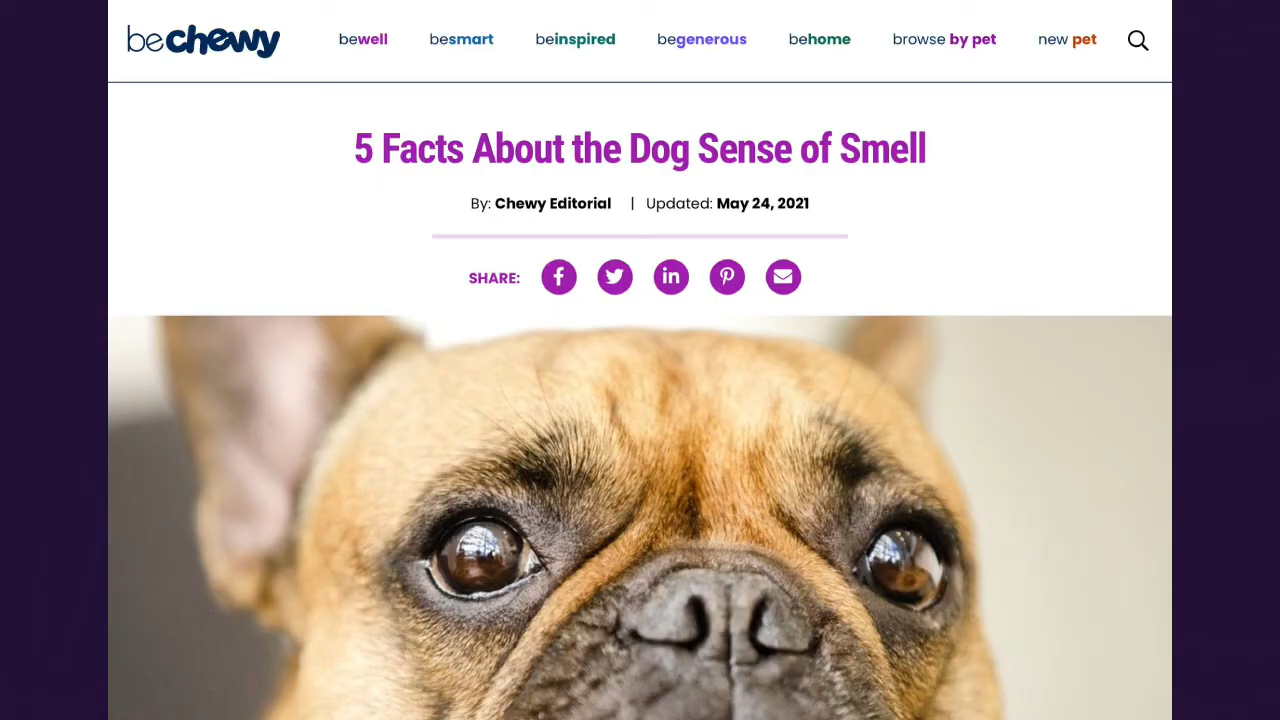 bechewy
bewell besmart beinspired begenerous behome browse by pet new pet
5 Facts About the Dog Sense of Smell
By: Chewy Editorial | Updated: May 24, 2021
SHARE: